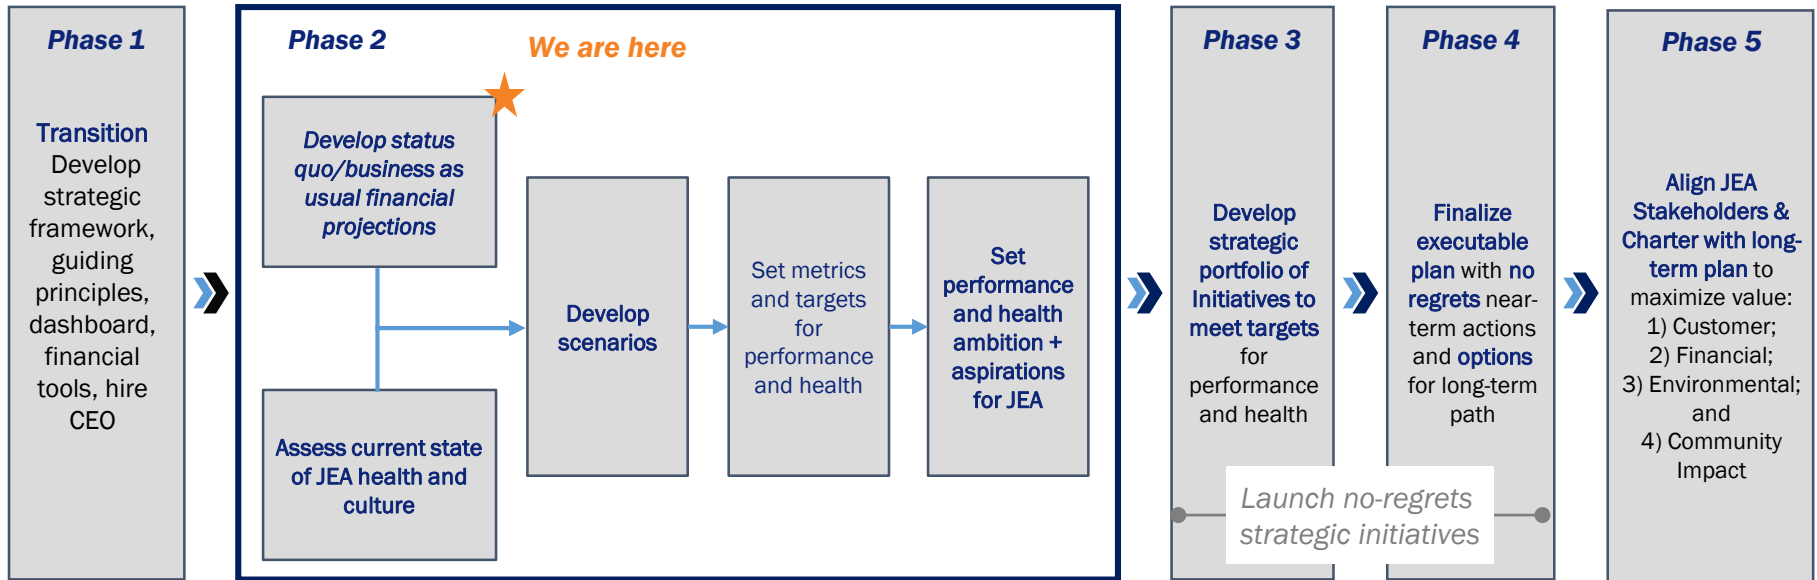 Phase 1
Transition
Develop
strategic
framework,
guiding
principles,
dashboard,
financial
tools, hire
CEO
Phase 2
We are here
Develop status
quo/business as
usual financial
projections
Assess current state
of JEA health and
culture
Develop
scenarios
Set metrics
and targets
for
performance
and health
Set
performance
and health
ambition +
aspirations
for JEA
Phase 3
Develop
strategic
portfolio of
Initiatives to
meet targets
for
performance
and health
Phase 4
Finalize
executable
plan with no
regrets near-
term actions
and options
for long-term
path
Launch no-regrets
strategic initiatives
Phase 5
Align JEA
Stakeholders &
Charter with long-
term plan to
maximize value:
1) Customer;
2) Financial;
3) Environmental;
and
4) Community
Impact